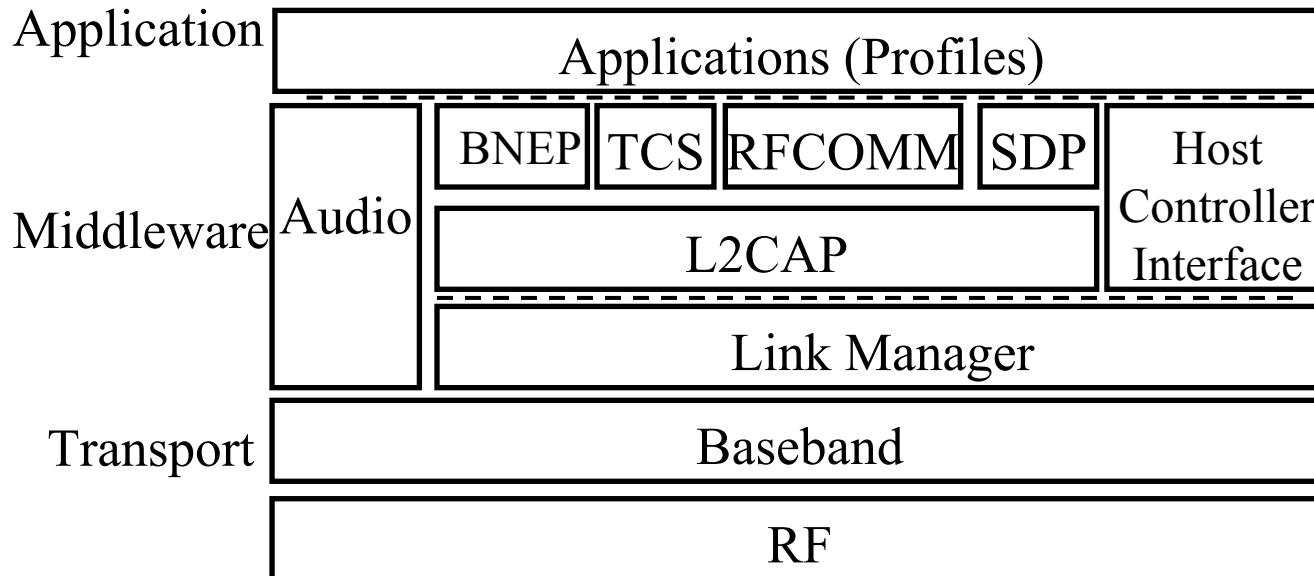 Application
Applications (Profiles)
BNEP
TCS
RFCOMM
SDP
Host
Controller
Interface
Middleware
Audio
L2CAP
Link Manager
Transport
Baseband
RF